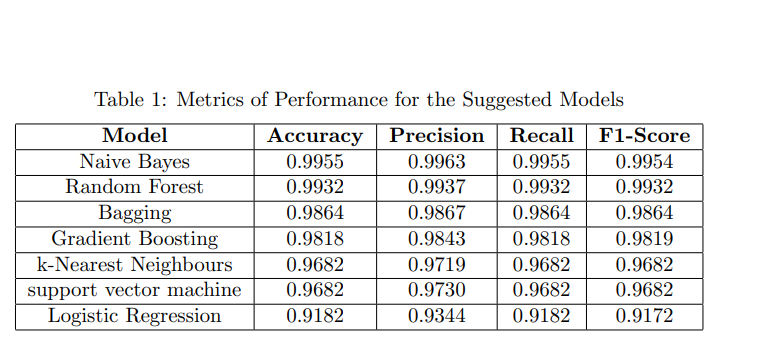 Table 1: Metrics of Performance for the Suggested Models
Model Accuracy Precision Recall F1-Score
Naive Bayes 0.9955 0.9963 0.9955 0.9954
Random Forest 0.9932 0.9937 0.9932 0.9932
Bagging 0.9864 0.9867 0.9864 0.9864
Gradient Boosting 0.9818 0.9843 0.9818 0.9819
k-Nearest Neighbours 0.9682 0.9719 0.9682 0.9682
support vector machine 0.9682 0.9730 0.9682 0.9682
Logistic Regression 0.9182 0.9344 0.9182 0.9172